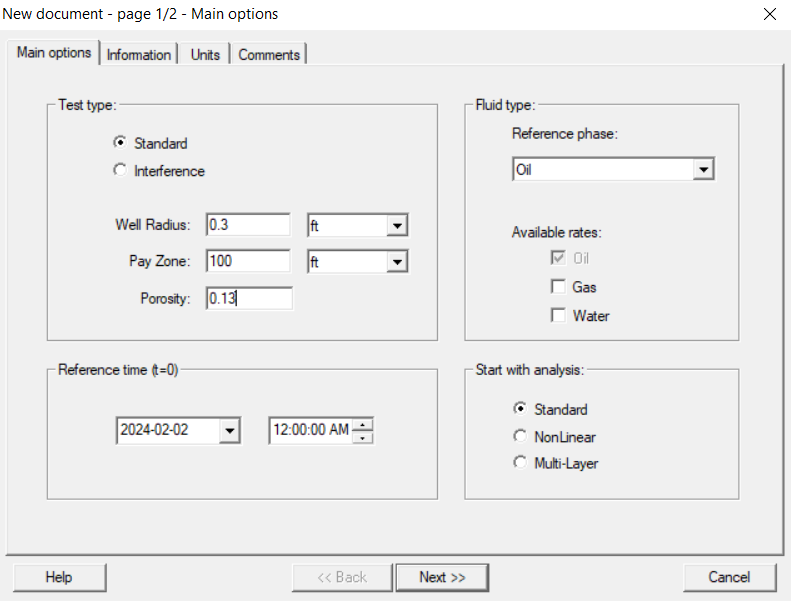 New document - page 1/2 - Main options
Main options Information Units Comments
Test type:
Standard
Interference
Well Radius: 0.3 ft
Pay Zone: 100 ft
Porosity: 0.13
Fluid type:
Reference phase:
Oil
Available rates:
Oil
Gas
Water
Reference time (t=0)
2024-02-02 12:00:00 AM
Start with analysis:
Standard
NonLinear
Multi-Layer
Help << Back Next >> Cancel